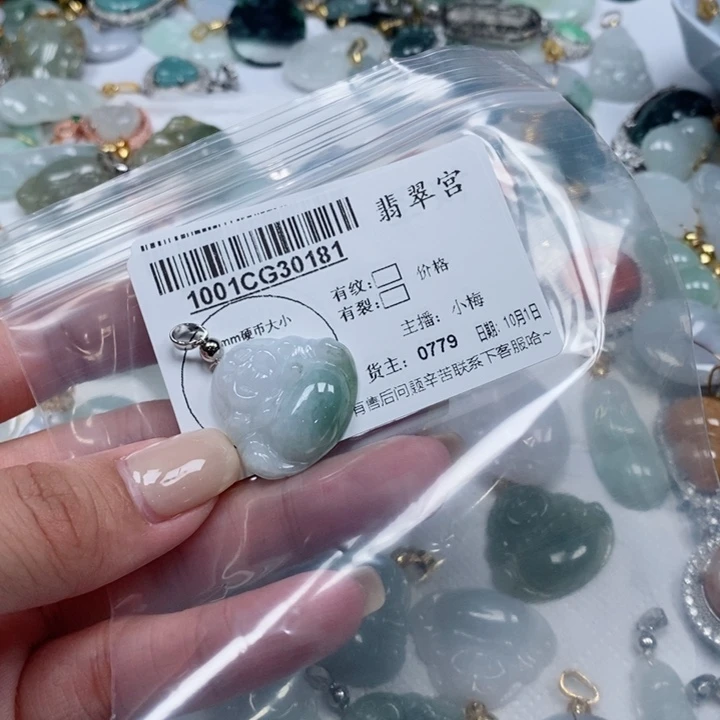 翡翠宫
1001CG30181
有纹: 价格
有裂:
mm硬币大小
主播: 小梅
货主: 0779 日期: 10月1日
有售后问题辛苦联系下客服哈~